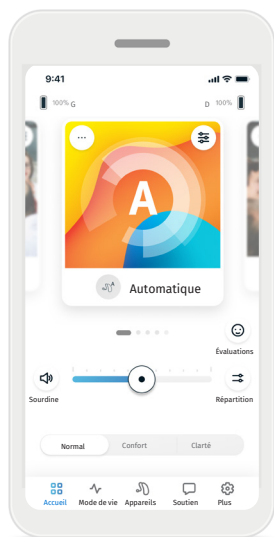 9:41
100% G
D 100%
A
Automatique
Évaluations
Sourdine
Répartition
Normal
Confort
Clarté
Accueil
Mode de vie
Appareils
Soutien
Plus